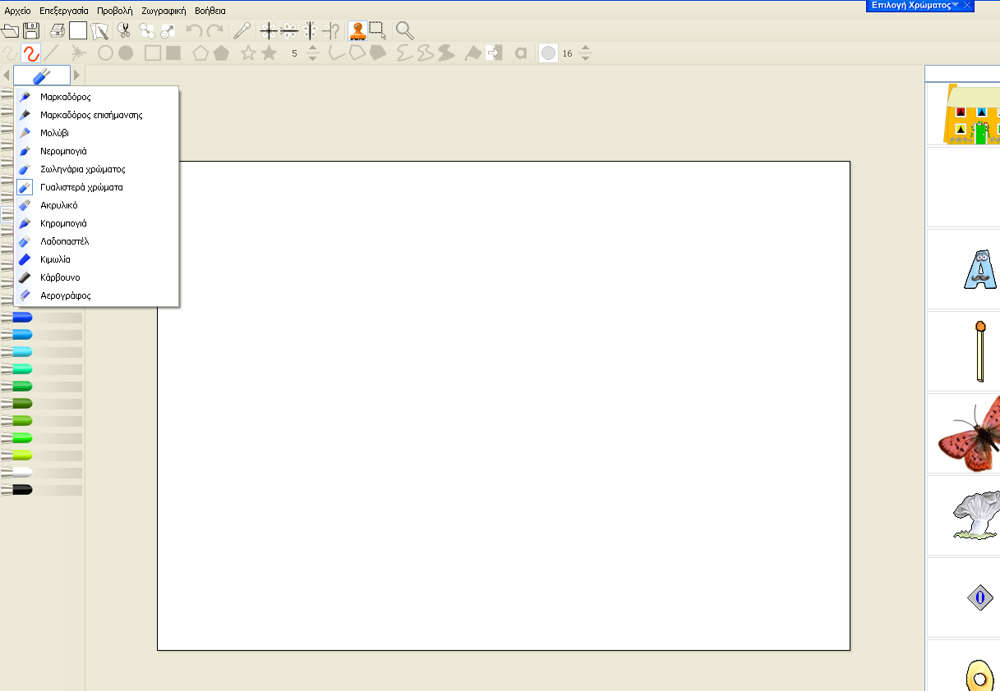 Επιλογή Χρώματος
Αρχείο Επεξεργασία Προβολή Ζωγραφική Βοήθεια
5 16
Μαρκαδόρος
Μαρκαδόρος επισήμανσης
Μολύβι
Νερομπογιά
Σωληνάρια χρώματος
Γυαλιστερά χρώματα
Ακρυλικό
Κηρομπογιά
Λαδοπαστέλ
Κιμωλία
Κάρβουνο
Αερογράφος
0